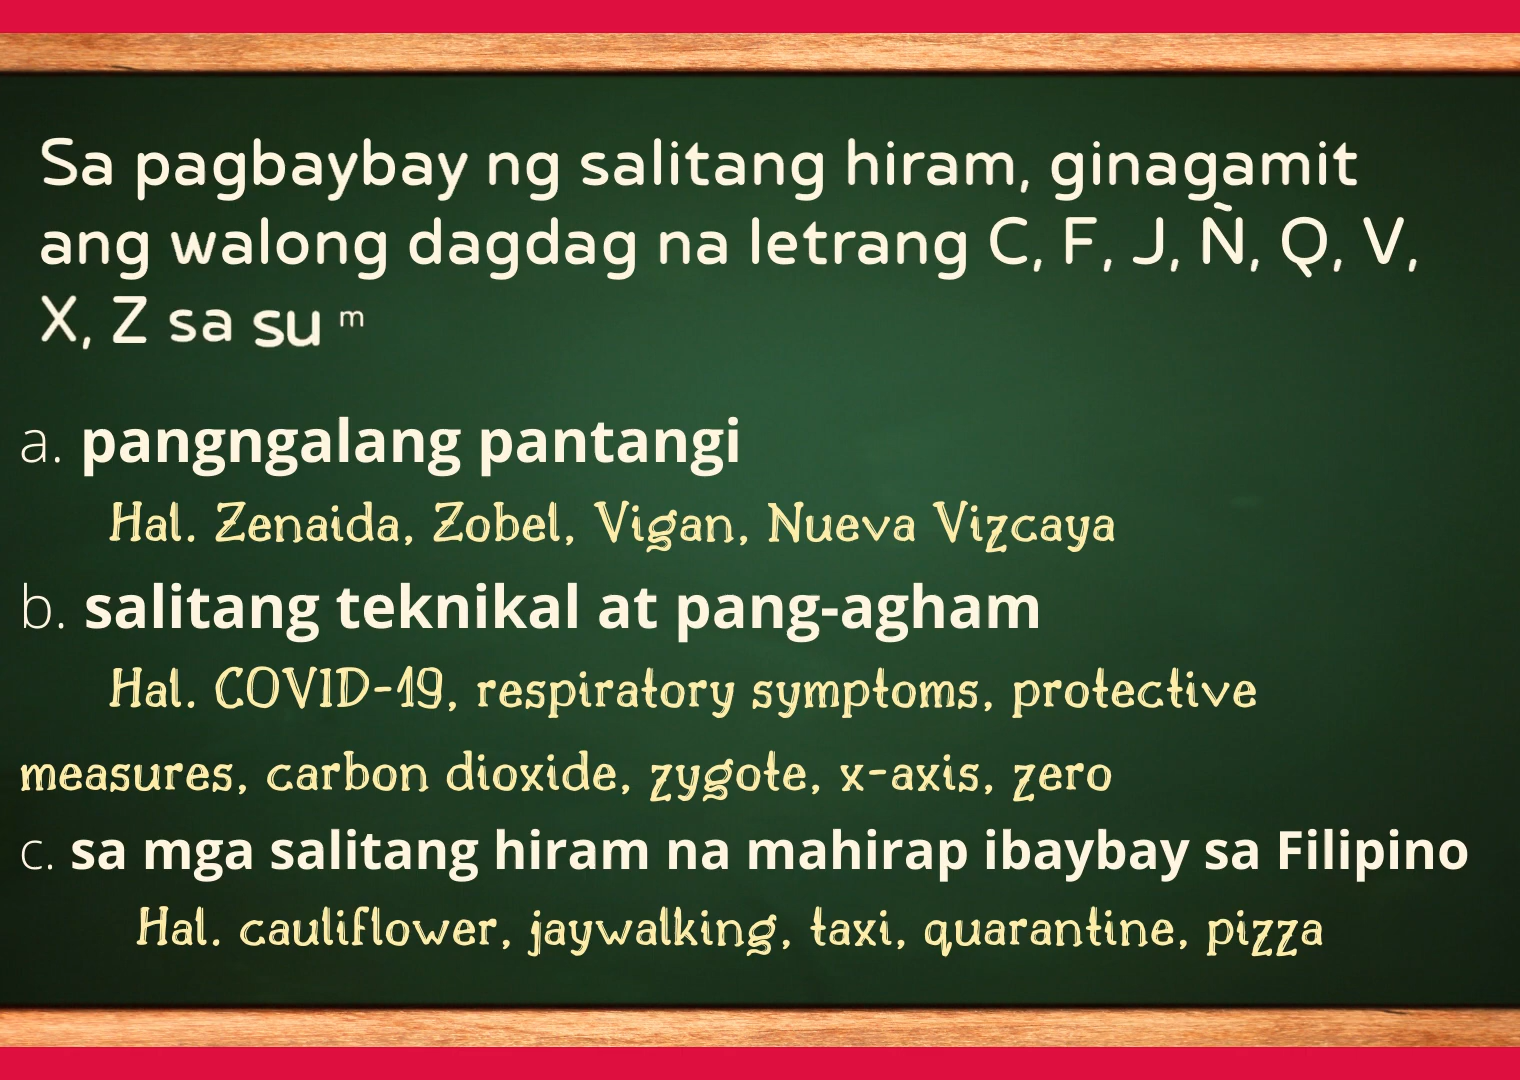 Sa pagbaybay ng salitang hiram, ginagamit
ang walong dagdag na letrang C, F, J, Ñ, Q, V,
X, Z sa su m
a. pangngalang pantangi
Hal. Zenaida, Zobel, Vigan, Nueva Vizcaya
b. salitang teknikal at pang-agham
Hal. COVID-19, respiratory symptoms, protective
measures, carbon dioxide, zygote, x-axis, zero
c. sa mga salitang hiram na mahirap ibaybay sa Filipino
Hal. cauliflower, jaywalking, taxi, quarantine, pizza